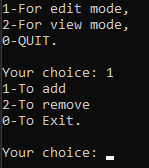 1-For edit mode,
2-For view mode,
0-QUIT.
Your choice: 1
1-To add
2-To remove
0-To Exit.
Your choice: